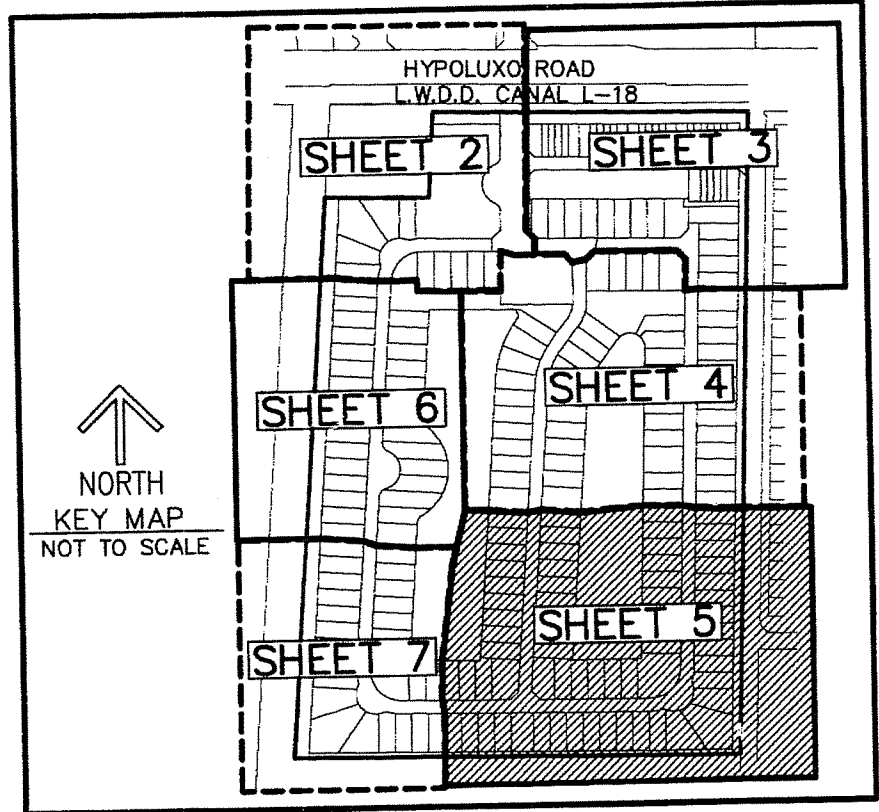 HYPOLUXO ROAD
L.W.D.D. CANAL L-18
SHEET 2
SHEET 3
SHEET 6
SHEET 4
NORTH
KEY MAP
NOT TO SCALE
SHEET 5
SHEET 7